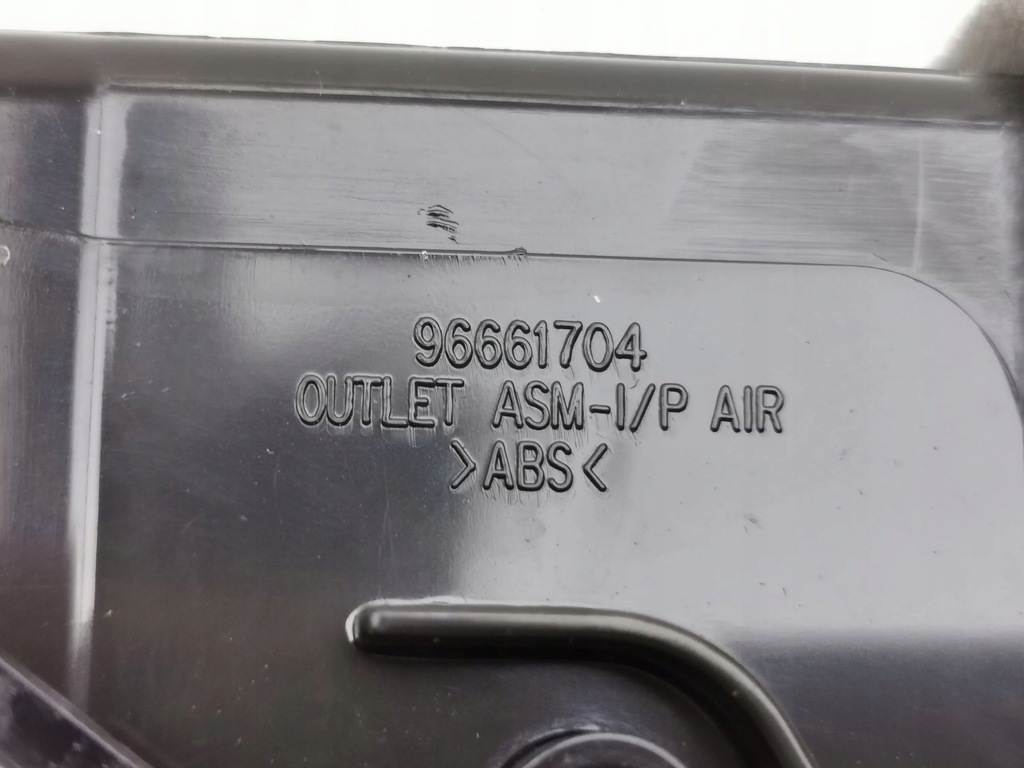 96661704
OUTLET ASM-I/P AIR
>ABS<